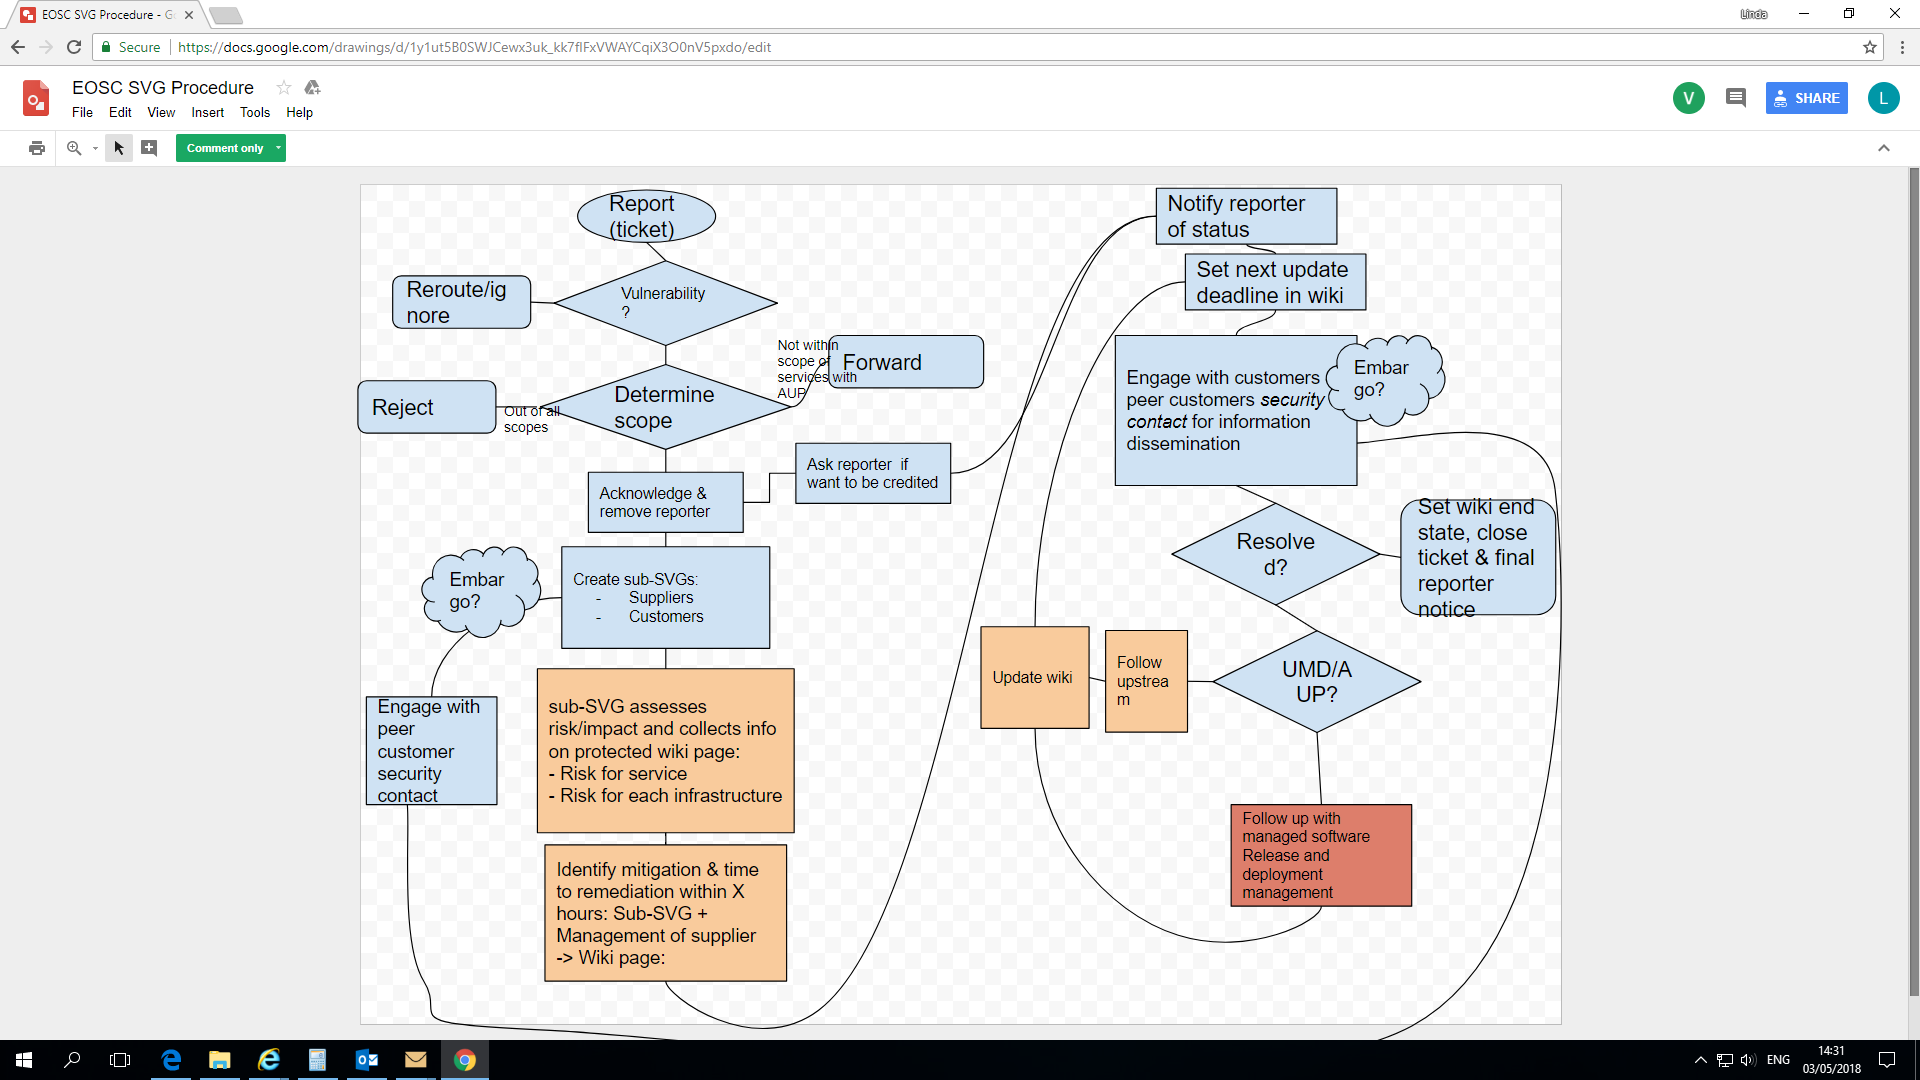 EOSC SVG Procedure - Go
Linda
Secure
https://docs.google.com/drawings/d/1y1ut5B0SWJCewx3uk_kk7flFxVWAYCqiX3O0nV5pxdo/edit
EOSC SVG Procedure
File Edit View Insert Tools Help
V
SHARE
L
Comment only
Report
(ticket)
Vulnerability
?
Reroute/ig
nore
Not within
scope of
services with
AUP
Forward
Determine
scope
Reject
Out of all
scopes
Acknowledge &
remove reporter
Ask reporter if
want to be credited
Embar
go?
Create sub-SVGs:
- Suppliers
- Customers
Engage with
peer
customer
security
contact
sub-SVG assesses
risk/impact and collects info
on protected wiki page:
- Risk for service
- Risk for each infrastructure
Identify mitigation & time
to remediation within X
hours: Sub-SVG +
Management of supplier
-> Wiki page:
Notify reporter
of status
Set next update
deadline in wiki
Engage with customers
peer customers security
contact for information
dissemination
Embar
go?
Resolve
d?
Set wiki end
state, close
ticket & final
reporter
notice
UMD/A
UP?
Follow
upstrea
m
Update wiki
Follow up with
managed software
Release and
deployment
management
ENG
14:31
03/05/2018